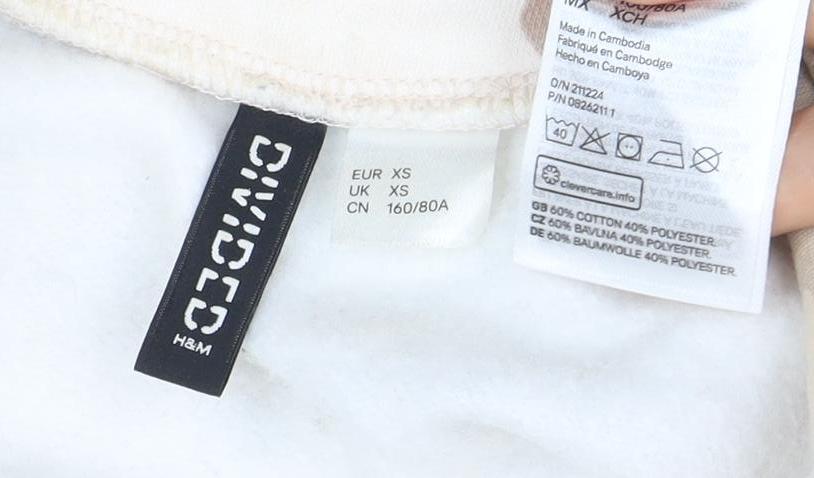 DIVIDED
H&M
EUR XS
UK XS
CN 160/80A
MX XCH
Made in Cambodia
Fabriqué en Cambodge
Hecho en Camboya
O/N 211224
P/N 0826211 1
40
clevercare.info
GB 60% COTTON 40% POLYESTER.
CZ 60% BAVLNA 40% POLYESTER.
DE 60% BAUMWOLLE 40% POLYESTER.